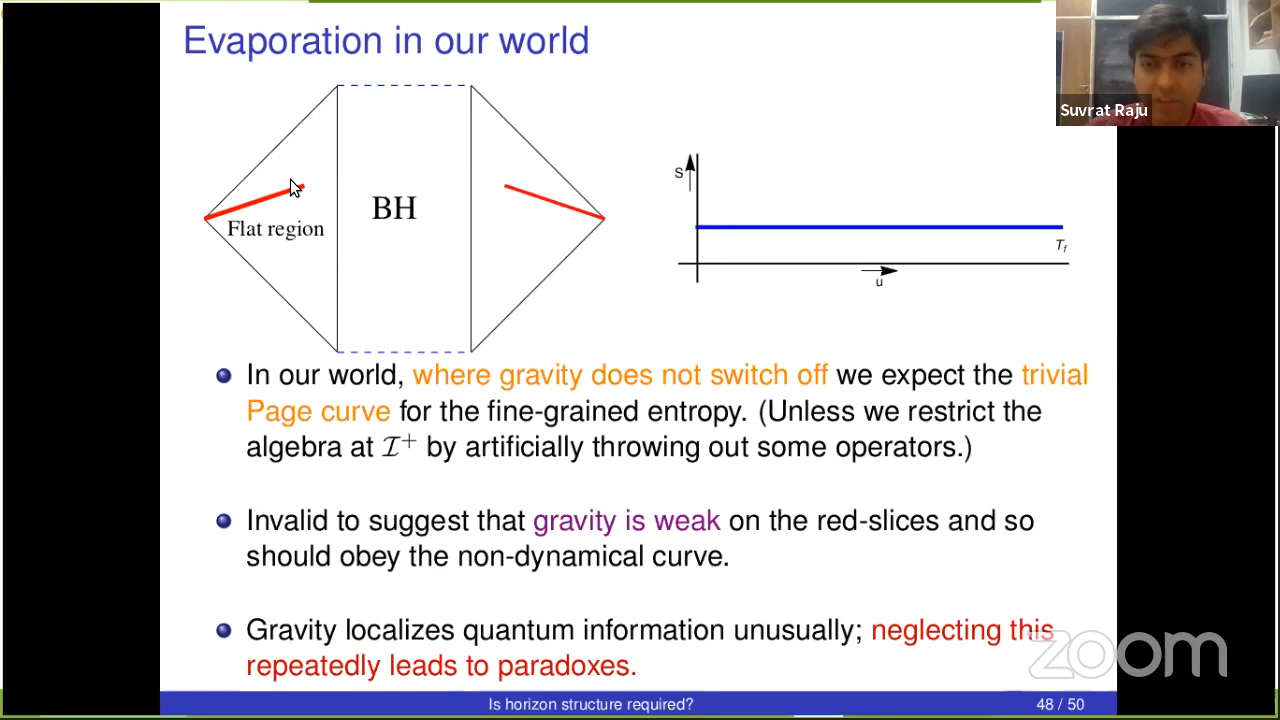 Evaporation in our world
Suvrat Raju
BH
Flat region
S
T_f
u
In our world, where gravity does not switch off we expect the trivial
Page curve for the fine-grained entropy. (Unless we restrict the
algebra at ℐ⁺ by artificially throwing out some operators.)
Invalid to suggest that gravity is weak on the red-slices and so
should obey the non-dynamical curve.
Gravity localizes quantum information unusually; neglecting this
repeatedly leads to paradoxes.
zoom
Is horizon structure required?
48 / 50